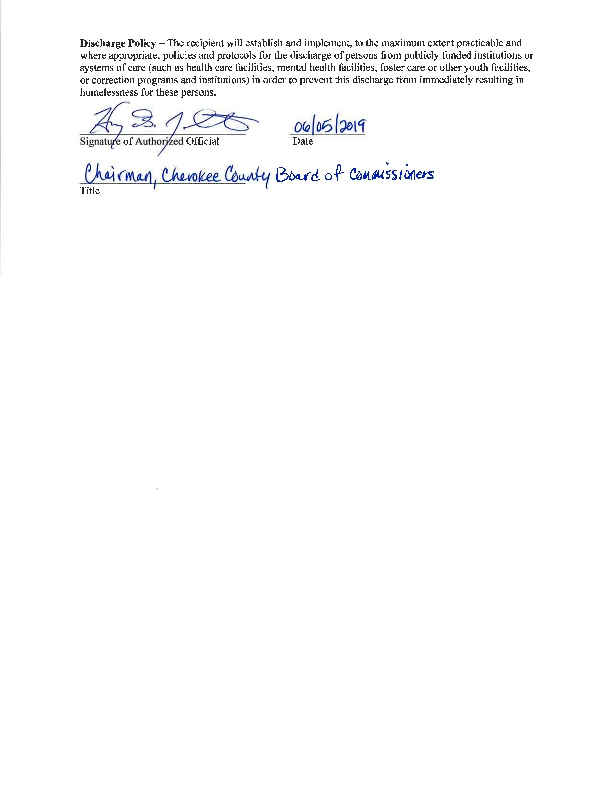 Discharge Policy – The recipient will establish and implement, to the maximum extent practicable and
where appropriate, policies and protocols for the discharge of persons from publicly funded institutions or
systems of care (such as health care facilities, mental health facilities, foster care or other youth facilities,
or correction programs and institutions) in order to prevent this discharge from immediately resulting in
homelessness for these persons.
06/05/2019
Signature of Authorized Official Date
Chairman, Cherokee County Board of Commissioners
Title